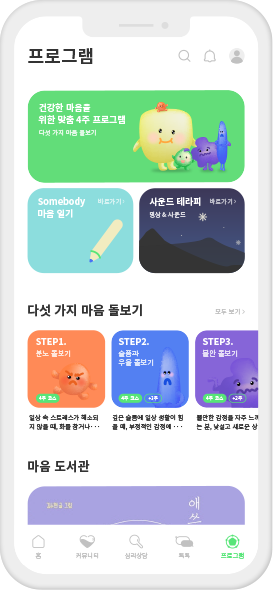 프로그램
건강한 마음을
위한 맞춤 4주 프로그램
다섯 가지 마음 돌보기
Somebody
마음 일기
바로가기 >
사운드 테라피
명상 & 사운드
바로가기 >
다섯 가지 마음 돌보기
모두 보기 >
STEP1.
분노 돌보기
4주 코스
일상 속 스트레스가 해소되
지 않을 때, 화를 참거나···
STEP2.
슬픔과
우울 돌보기
4주 코스
+1주
깊은 슬픔에 일상 생활이 힘
들 때, 부정적인 감정에 ···
STEP3.
불안 돌보기
4주 코스
+2주
불안한 감정을 자주 느끼
는 분, 낯설고 새로운 상
마음 도서관
애
쓰
홈
커뮤니티
심리상담
톡톡
프로그램